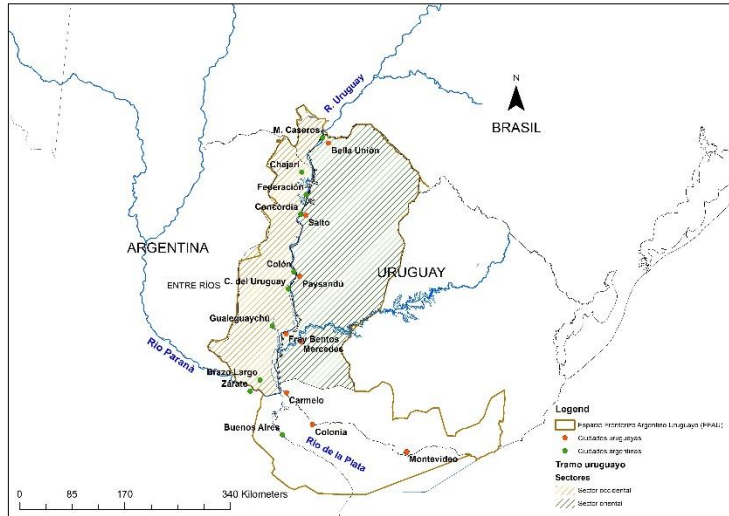 N
R. Uruguay
BRASIL
M. Caseros
Bella Unión
Chajarí
Federación
Concordia
Salto
ARGENTINA
Colón
URUGUAY
ENTRE RÍOS
C. del Uruguay
Paysandú
Gualeguaychú
Fray Bentos
Mercedes
Río Paraná
Brazo Largo
Zárate
Carmelo
Buenos Aires
Colonia
Río de la Plata
Montevideo
Legend
Espacio Fronterizo Argentino Uruguayo (EFAU)
Ciudades uruguayas
Ciudades argentinas
Tramo uruguayo
Sectores
Sector occidental
Sector oriental
0 85 170 340 Kilometers